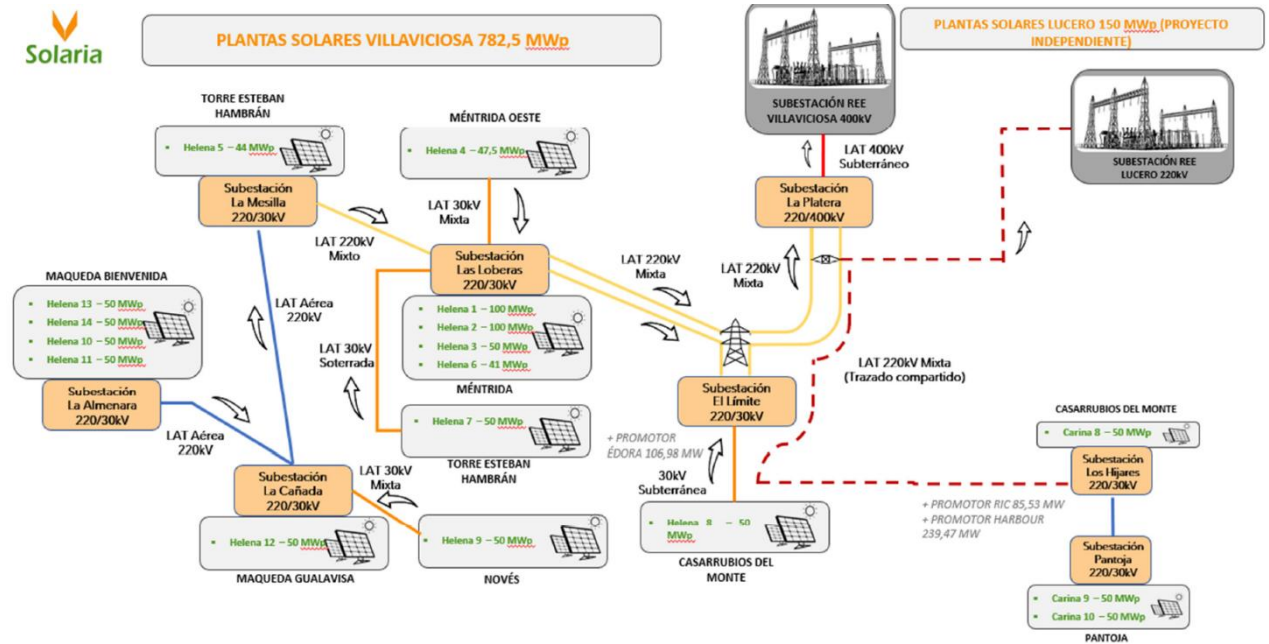 Solaria
PLANTAS SOLARES VILLAVICIOSA 782,5 MWp
PLANTAS SOLARES LUCERO 150 MWp (PROYECTO
INDEPENDIENTE)
SUBESTACIÓN REE
VILLAVICIOSA 400kV
SUBESTACIÓN REE
LUCERO 220kV
TORRE ESTEBAN
HAMBRÁN
Helena 5 – 44 MWp
Subestación
La Mesilla
220/30kV
MÉNTRIDA OESTE
Helena 4 – 47,5 MWp
LAT 30kV
Mixta
LAT 400kV
Subterráneo
Subestación
La Platera
220/400kV
LAT 220kV
Mixto
Subestación
Las Loberas
220/30kV
LAT 220kV
Mixta
LAT 220kV
Mixta
MAQUEDA BIENVENIDA
Helena 13 – 50 MWp
Helena 14 – 50 MWp
Helena 10 – 50 MWp
Helena 11 – 50 MWp
Subestación
La Almenara
220/30kV
LAT Aérea
220kV
LAT Aérea
220kV
LAT 30kV
Soterrada
Helena 1 – 100 MWp
Helena 2 – 100 MWp
Helena 3 – 50 MWp
Helena 6 – 41 MWp
MÉNTRIDA
Helena 7 – 50 MWp
TORRE ESTEBAN
HAMBRÁN
LAT 220kV Mixta
(Trazado compartido)
Subestación
El Límite
220/30kV
+ PROMOTOR
ÉDORA 106,98 MW
30kV
Subterránea
Helena 8 – 50
MWp
CASARRUBIOS DEL
MONTE
Subestación
La Cañada
220/30kV
LAT 30kV
Mixta
Helena 12 – 50 MWp
MAQUEDA GUALAVISA
Helena 9 – 50 MWp
NOVÉS
CASARRUBIOS DEL MONTE
Carina 8 – 50 MWp
Subestación
Los Hijares
220/30kV
+ PROMOTOR RIC 85,53 MW
+ PROMOTOR HARBOUR
239,47 MW
Subestación
Pantoja
220/30kV
Carina 9 – 50 MWp
Carina 10 – 50 MWp
PANTOJA